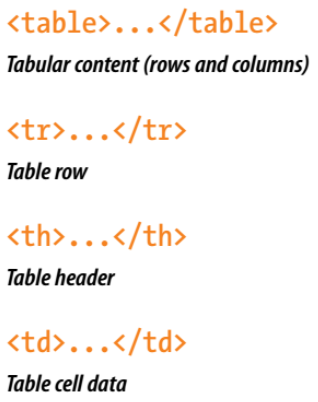 <table>...</table>
Tabular content (rows and columns)
<tr>...</tr>
Table row
<th>...</th>
Table header
<td>...</td>
Table cell data